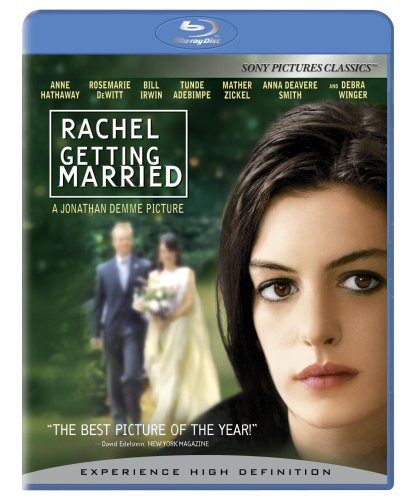 Blu-ray Disc
SONY PICTURES CLASSICS™
ANNE HATHAWAY ROSEMARIE DeWITT BILL IRWIN TUNDE ADEBIMPE MATHER ZICKEL ANNA DEAVERE SMITH AND DEBRA WINGER
RACHEL
GETTING
MARRIED
A JONATHAN DEMME PICTURE
"THE BEST PICTURE OF THE YEAR!"
— David Edelstein, NEW YORK MAGAZINE
EXPERIENCE HIGH DEFINITION